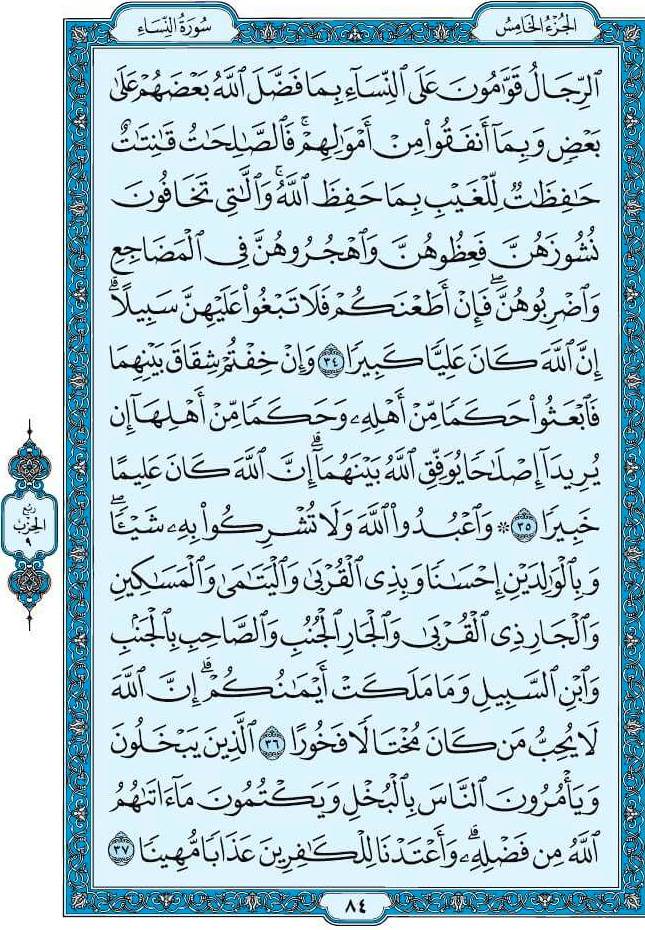 الجُزْءُ الخَامِسُ
سُورَةُ النِّسَاءِ
ٱلرِّجَالُ قَوَّٰمُونَ عَلَى ٱلنِّسَآءِ بِمَا فَضَّلَ ٱللَّهُ بَعْضَهُمْ عَلَىٰ
بَعْضٍ وَبِمَآ أَنفَقُوا۟ مِنْ أَمْوَٰلِهِمْ ۚ فَٱلصَّٰلِحَٰتُ قَٰنِتَٰتٌ
حَٰفِظَٰتٌ لِّلْغَيْبِ بِمَا حَفِظَ ٱللَّهُ ۚ وَٱلَّٰتِى تَخَافُونَ
نُشُوزَهُنَّ فَعِظُوهُنَّ وَٱهْجُرُوهُنَّ فِى ٱلْمَضَاجِعِ
وَٱضْرِبُوهُنَّ ۖ فَإِنْ أَطَعْنَكُمْ فَلَا تَبْغُوا۟ عَلَيْهِنَّ سَبِيلًا ۗ
إِنَّ ٱللَّهَ كَانَ عَلِيًّا كَبِيرًا ٣٤ وَإِنْ خِفْتُمْ شِقَاقَ بَيْنِهِمَا
فَٱبْعَثُوا۟ حَكَمًا مِّنْ أَهْلِهِۦ وَحَكَمًا مِّنْ أَهْلِهَآ إِن
يُرِيدَآ إِصْلَٰحًا يُوَفِّقِ ٱللَّهُ بَيْنَهُمَآ ۗ إِنَّ ٱللَّهَ كَانَ عَلِيمًا
خَبِيرًا ٣٥ ۞ وَٱعْبُدُوا۟ ٱللَّهَ وَلَا تُشْرِكُوا۟ بِهِۦ شَيْـًٔا ۖ
وَبِٱلْوَٰلِدَيْنِ إِحْسَٰنًا وَبِذِى ٱلْقُرْبَىٰ وَٱلْيَتَٰمَىٰ وَٱلْمَسَٰكِينِ
وَٱلْجَارِ ذِى ٱلْقُرْبَىٰ وَٱلْجَارِ ٱلْجُنُبِ وَٱلصَّاحِبِ بِٱلْجَنۢبِ
وَٱبْنِ ٱلسَّبِيلِ وَمَا مَلَكَتْ أَيْمَٰنُكُمْ ۗ إِنَّ ٱللَّهَ
لَا يُحِبُّ مَن كَانَ مُخْتَالًا فَخُورًا ٣٦ ٱلَّذِينَ يَبْخَلُونَ
وَيَأْمُرُونَ ٱلنَّاسَ بِٱلْبُخْلِ وَيَكْتُمُونَ مَآ ءَاتَىٰهُمُ
ٱللَّهُ مِن فَضْلِهِۦ ۗ وَأَعْتَدْنَا لِلْكَٰفِرِينَ عَذَابًا مُّهِينًا ٣٧
رُبْعُ
الحِزْبِ
٩
٨٤